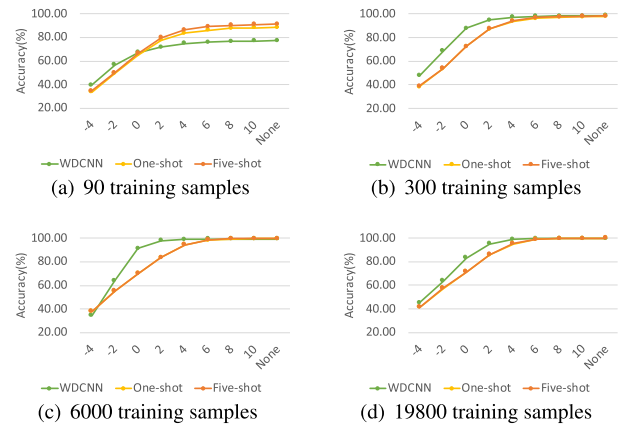 100.00
80.00
60.00
40.00
20.00
Accuracy(%)
-4 -2 0 2 4 6 8 10 None
WDCNN One-shot Five-shot
(a) 90 training samples
100.00
80.00
60.00
40.00
20.00
Accuracy(%)
-4 -2 0 2 4 6 8 10 None
WDCNN One-shot Five-shot
(b) 300 training samples
100.00
80.00
60.00
40.00
20.00
Accuracy(%)
-4 -2 0 2 4 6 8 10 None
WDCNN One-shot Five-shot
(c) 6000 training samples
100.00
80.00
60.00
40.00
20.00
Accuracy(%)
-4 -2 0 2 4 6 8 10 None
WDCNN One-shot Five-shot
(d) 19800 training samples